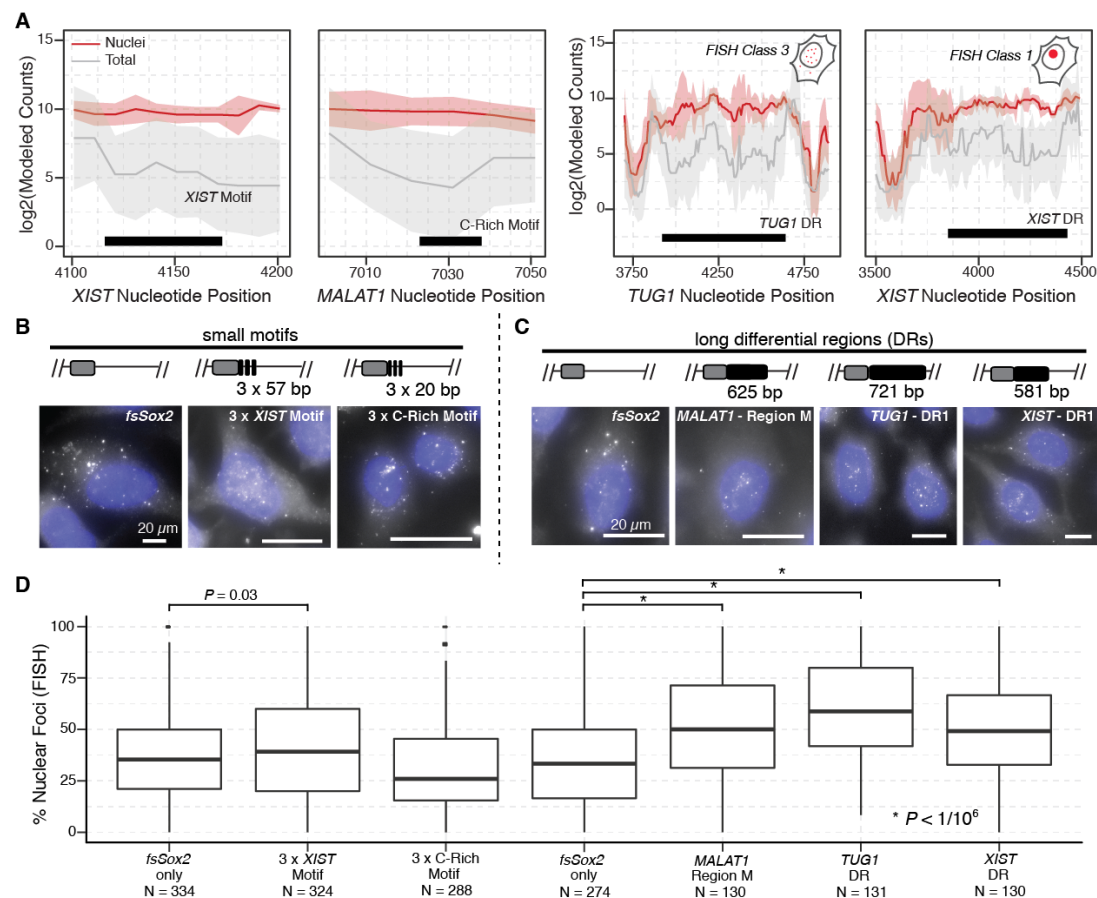 A
log2(Modeled Counts)
15
10
5
0
Nuclei
Total
XIST Motif
4100
4150
4200
XIST Nucleotide Position
C-Rich Motif
7010
7030
7050
MALAT1 Nucleotide Position
log2(Modeled Counts)
15
10
5
0
FISH Class 3
TUG1 DR
3750
4250
4750
TUG1 Nucleotide Position
FISH Class 1
XIST DR
3500
4000
4500
XIST Nucleotide Position
B
small motifs
// //
// //
// //
3 x 57 bp
3 x 20 bp
fsSox2
20 µm
3 x XIST Motif
3 x C-Rich Motif
C
long differential regions (DRs)
// //
// //
// //
// //
625 bp
721 bp
581 bp
fsSox2
20 µm
MALAT1 - Region M
TUG1 - DR1
XIST - DR1
D
% Nuclear Foci (FISH)
100
75
50
25
0
P = 0.03
*
*
*
* P < 1/10⁶
fsSox2
only
N = 334
3 x XIST
Motif
N = 324
3 x C-Rich
Motif
N = 288
fsSox2
only
N = 274
MALAT1
Region M
N = 130
TUG1
DR
N = 131
XIST
DR
N = 130